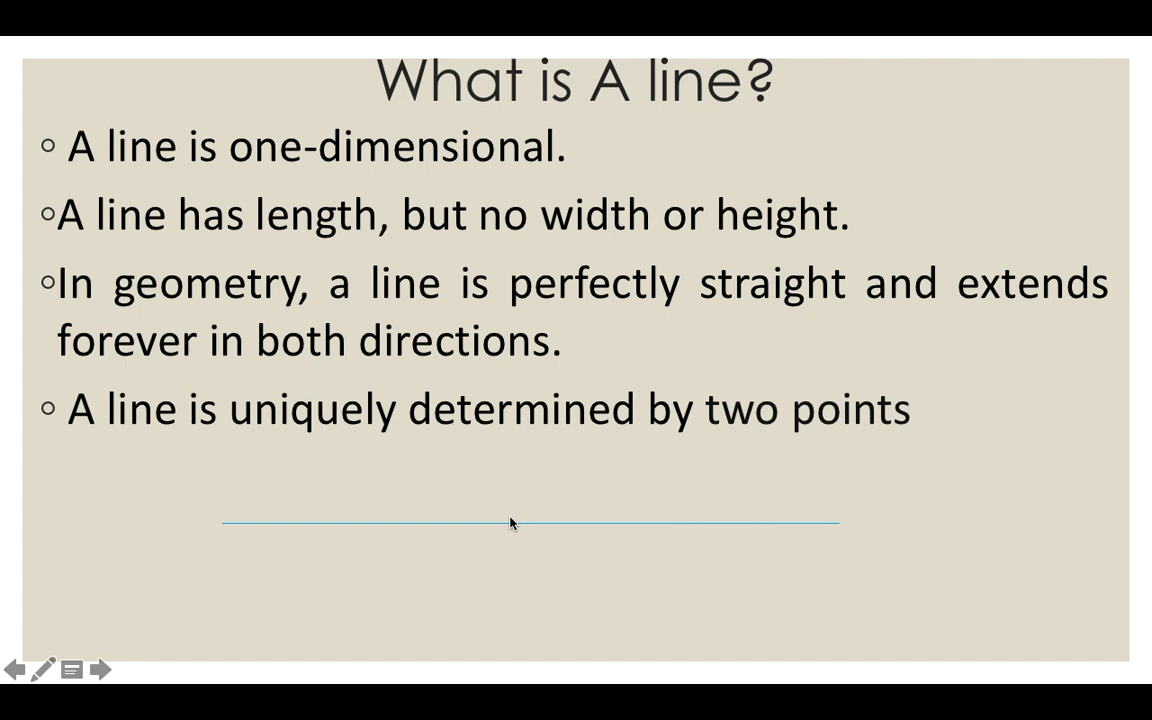 What is A line?
◦ A line is one-dimensional.
◦A line has length, but no width or height.
◦In geometry, a line is perfectly straight and extends
forever in both directions.
◦ A line is uniquely determined by two points